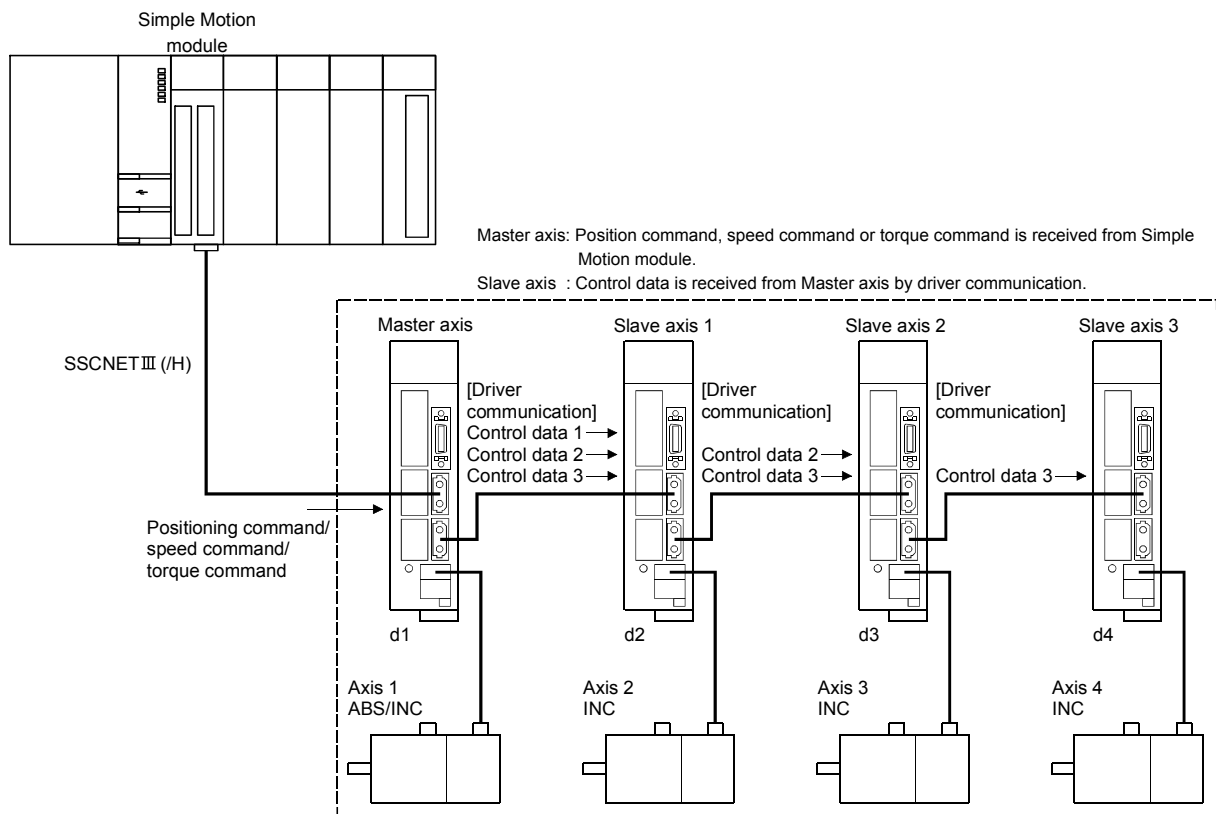 Simple Motion
module
Master axis: Position command, speed command or torque command is received from Simple
Motion module.
Slave axis : Control data is received from Master axis by driver communication.
SSCNETⅢ (/H)
Master axis
Slave axis 1
Slave axis 2
Slave axis 3
[Driver
communication]
Control data 1
Control data 2
Control data 3
[Driver
communication]
Control data 2
Control data 3
[Driver
communication]
Control data 3
Positioning command/
speed command/
torque command
d1
d2
d3
d4
Axis 1
ABS/INC
Axis 2
INC
Axis 3
INC
Axis 4
INC